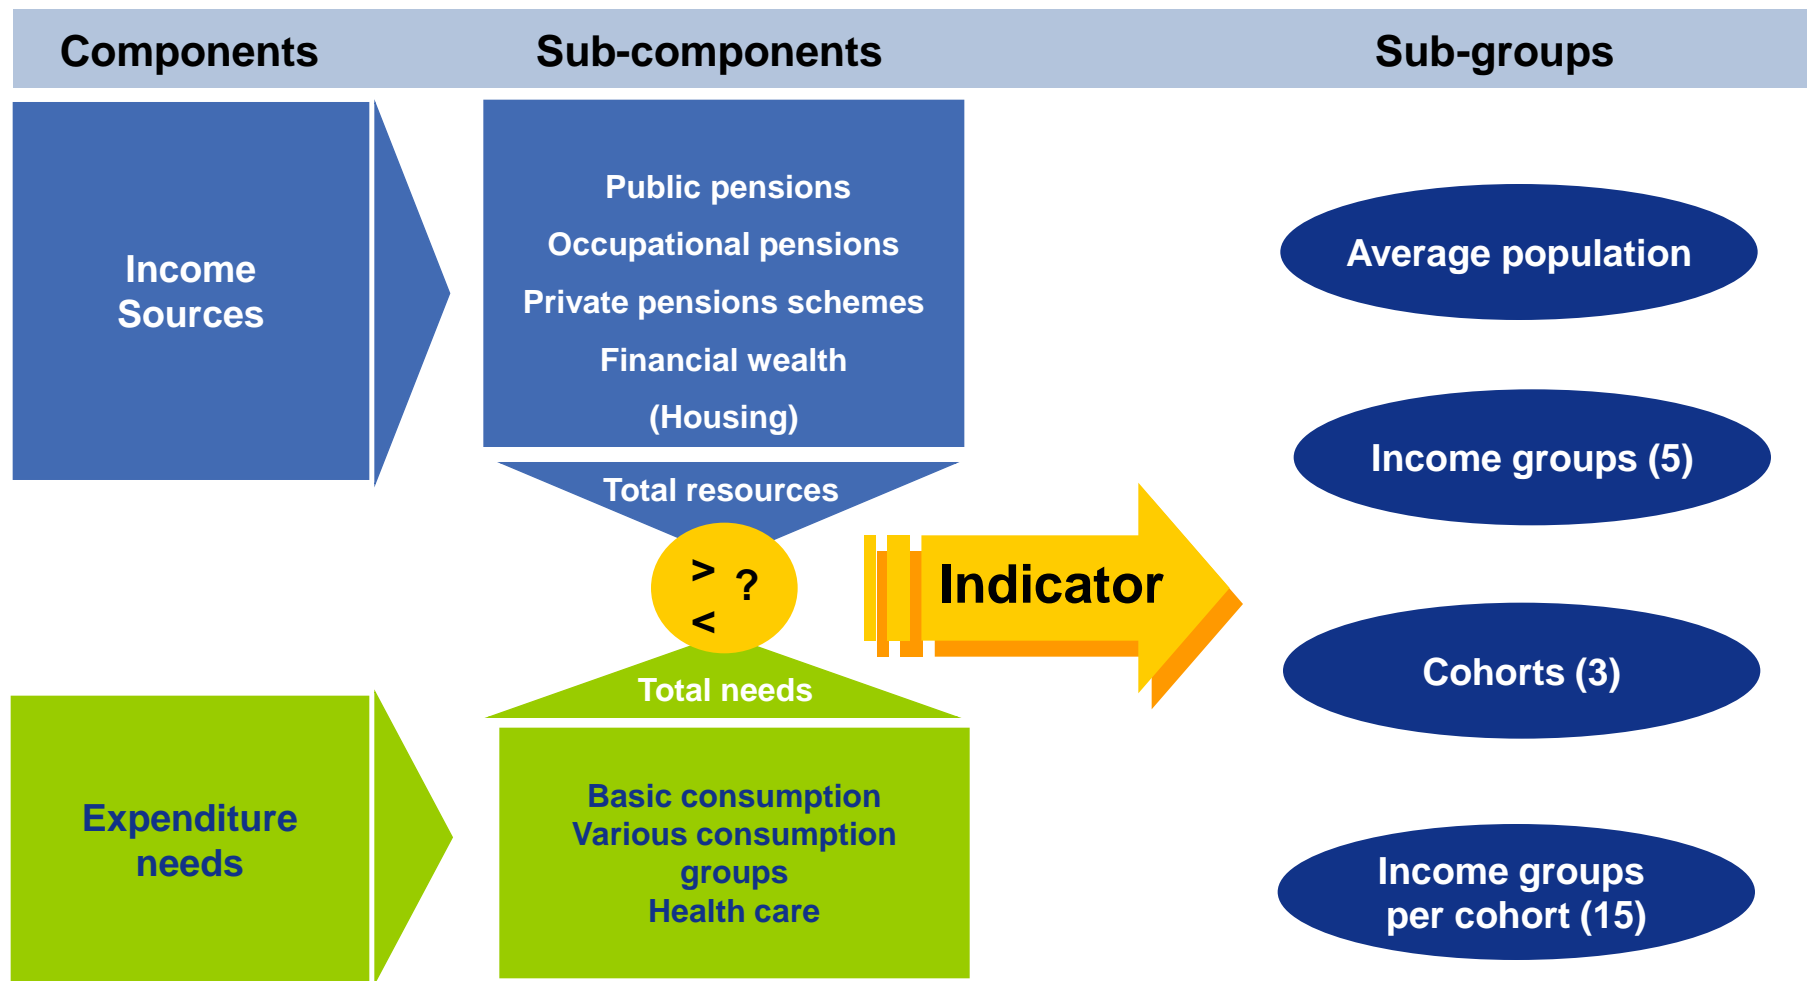 Components
Sub-components
Sub-groups
Income
Sources
Public pensions
Occupational pensions
Private pensions schemes
Financial wealth
(Housing)
Total resources
>
?
<
Total needs
Expenditure
needs
Basic consumption
Various consumption
groups
Health care
Indicator
Average population
Income groups (5)
Cohorts (3)
Income groups
per cohort (15)